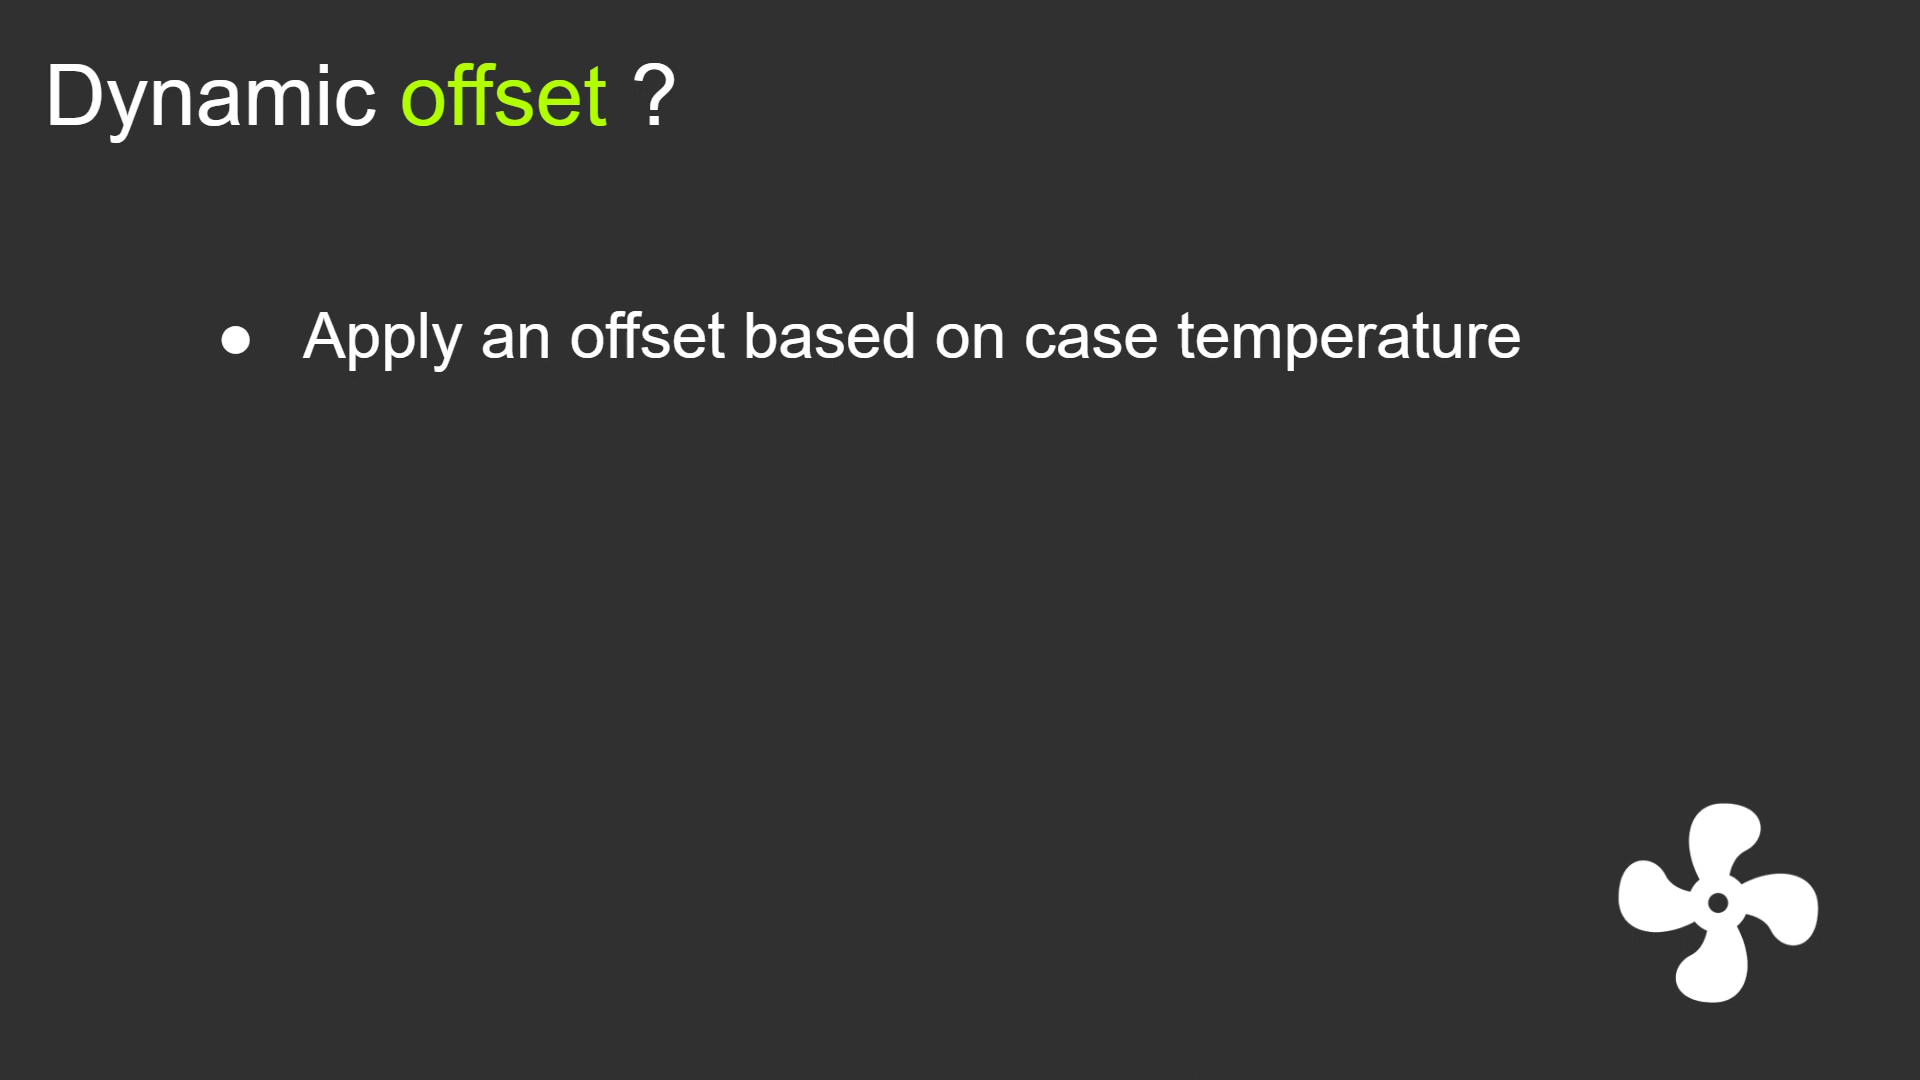 Dynamic offset ?
● Apply an offset based on case temperature